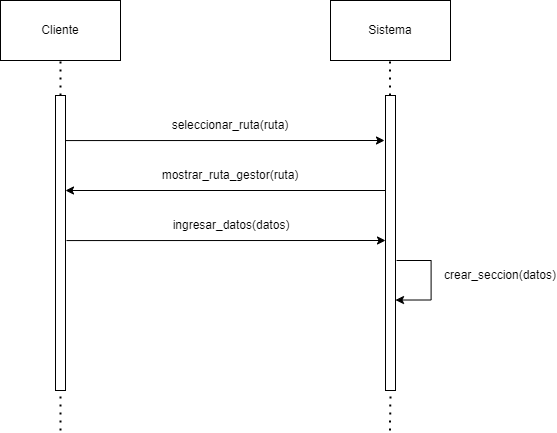 Cliente
Sistema
seleccionar_ruta(ruta)
mostrar_ruta_gestor(ruta)
ingresar_datos(datos)
crear_seccion(datos)